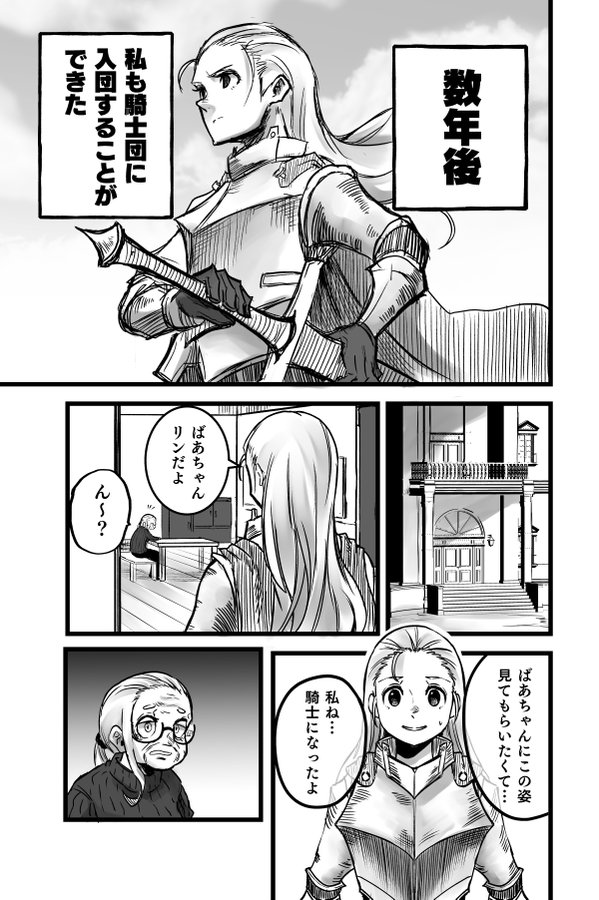 数年後
私も騎士団に
入団することが
できた
ばあちゃん
リンだよ
ん～?
ばあちゃんにこの姿
見てもらいたくて…
私ね…
騎士になったよ